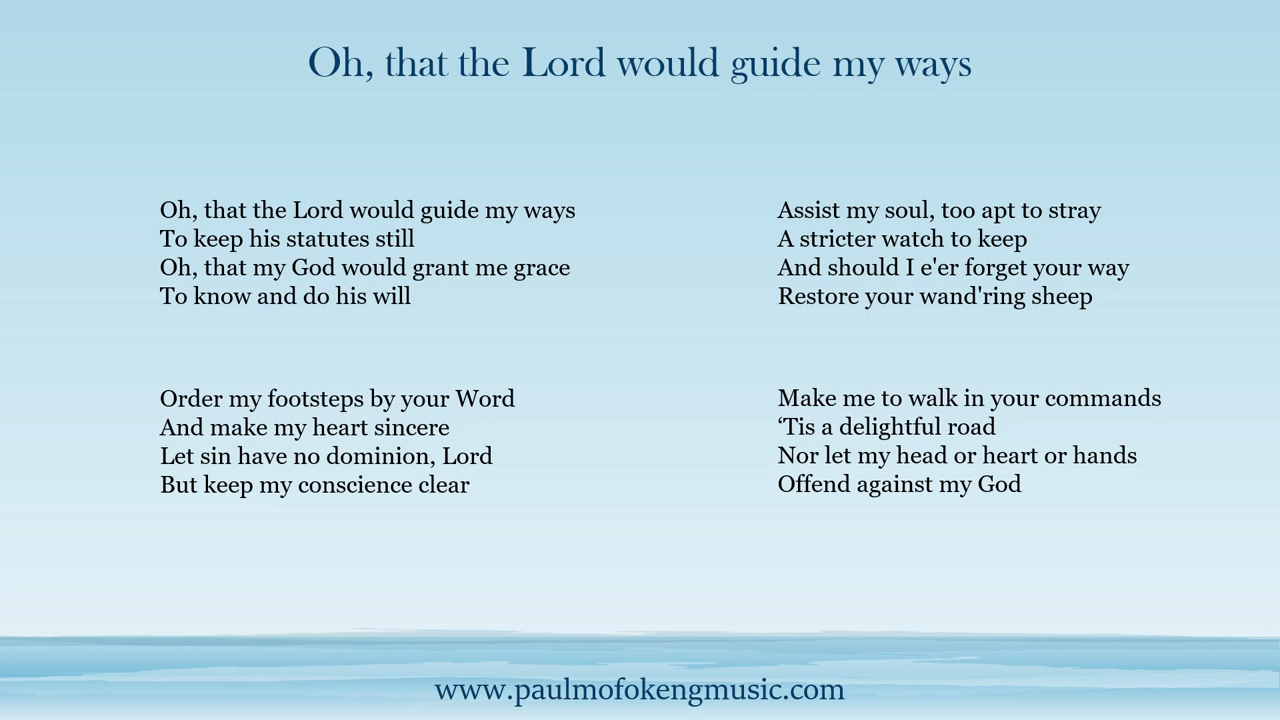 Oh, that the Lord would guide my ways
Oh, that the Lord would guide my ways
To keep his statutes still
Oh, that my God would grant me grace
To know and do his will
Order my footsteps by your Word
And make my heart sincere
Let sin have no dominion, Lord
But keep my conscience clear
Assist my soul, too apt to stray
A stricter watch to keep
And should I e'er forget your way
Restore your wand'ring sheep
Make me to walk in your commands
‘Tis a delightful road
Nor let my head or heart or hands
Offend against my God
www.paulmofokengmusic.com